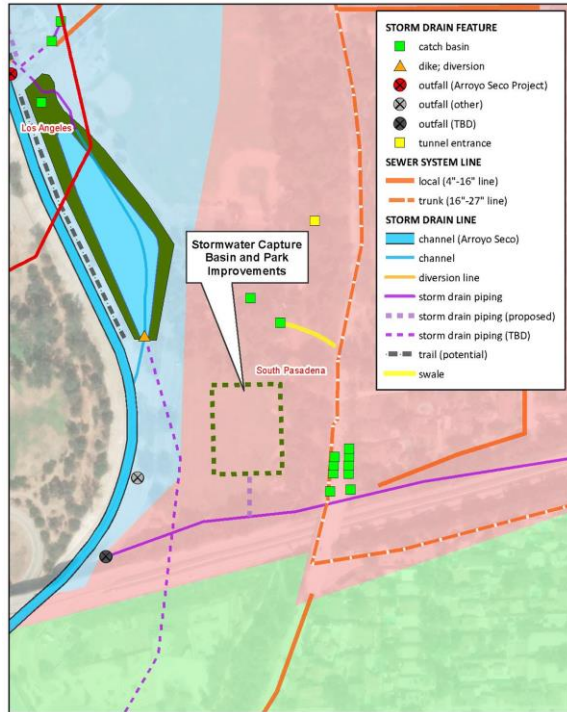 STORM DRAIN FEATURE
catch basin
dike; diversion
outfall (Arroyo Seco Project)
outfall (other)
outfall (TBD)
tunnel entrance
SEWER SYSTEM LINE
local (4"-16" line)
trunk (16"-27" line)
STORM DRAIN LINE
channel (Arroyo Seco)
channel
diversion line
storm drain piping
storm drain piping (proposed)
storm drain piping (TBD)
trail (potential)
swale
Los Angeles
Stormwater Capture
Basin and Park
Improvements
South Pasadena